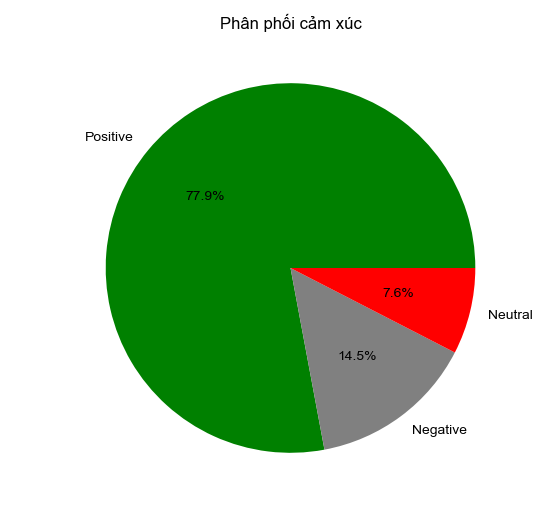 Phân phối cảm xúc
Positive
77.9%
7.6%
Neutral
14.5%
Negative